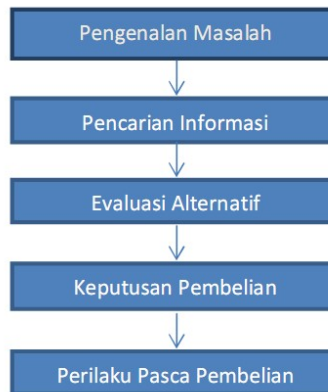 Pengenalan Masalah
Pencarian Informasi
Evaluasi Alternatif
Keputusan Pembelian
Perilaku Pasca Pembelian